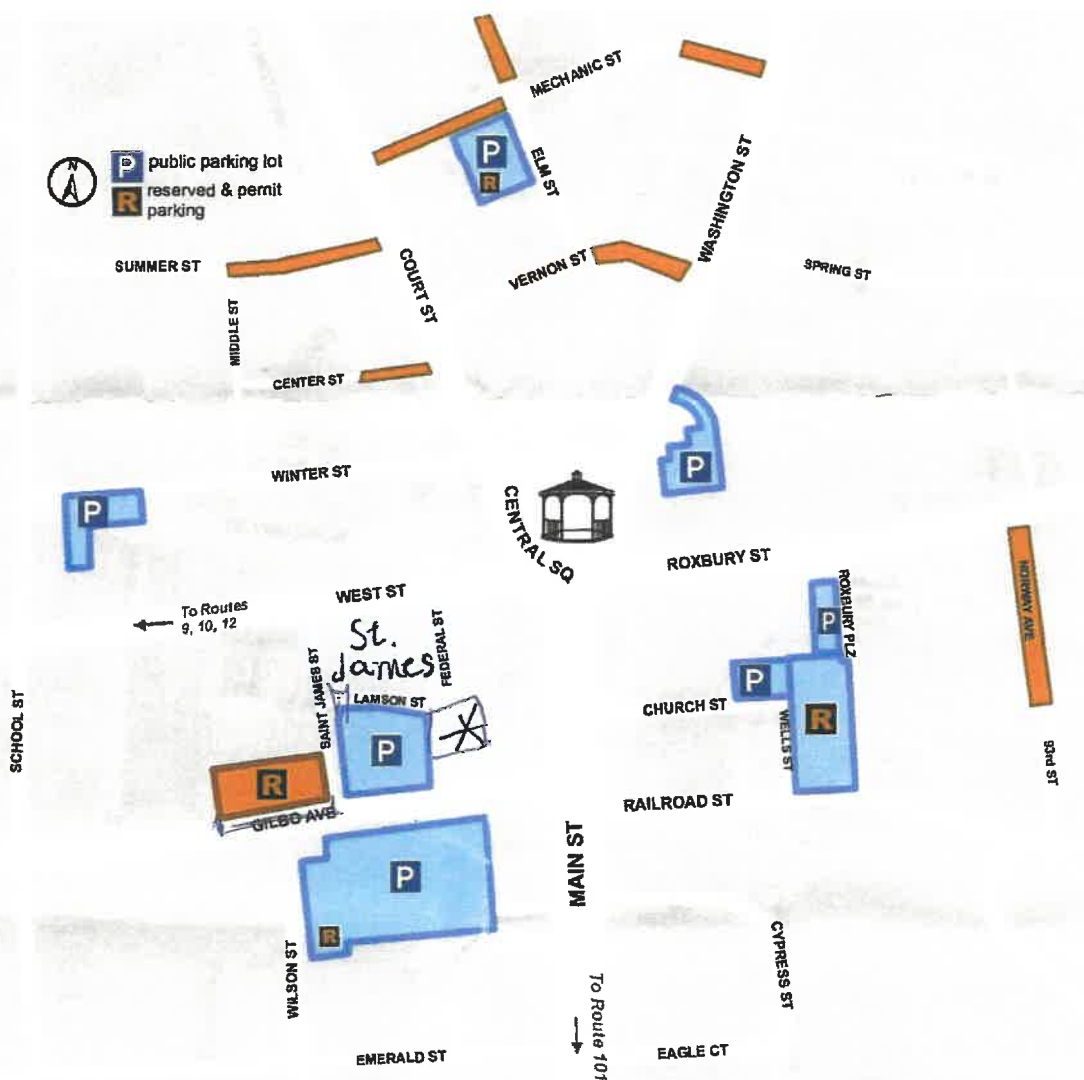 MECHANIC ST
N
P public parking lot
R reserved & permit
parking
P
R
ELM ST
WASHINGTON ST
SUMMER ST
COURT ST
VERNON ST
SPRING ST
MIDDLE ST
CENTER ST
WINTER ST
P
P
CENTRAL SQ
ROXBURY ST
NORWAY AVE
WEST ST
To Routes
9, 10, 12
St.
James
FEDERAL ST
SAINT JAMES ST
LAMSON ST
P
ROXBURY PLZ
P
CHURCH ST
WELLS ST
R
SCHOOL ST
P
R
GILBO AVE
RAILROAD ST
93rd ST
P
R
MAIN ST
WILSON ST
CYPRESS ST
To Route 101
EMERALD ST
EAGLE CT